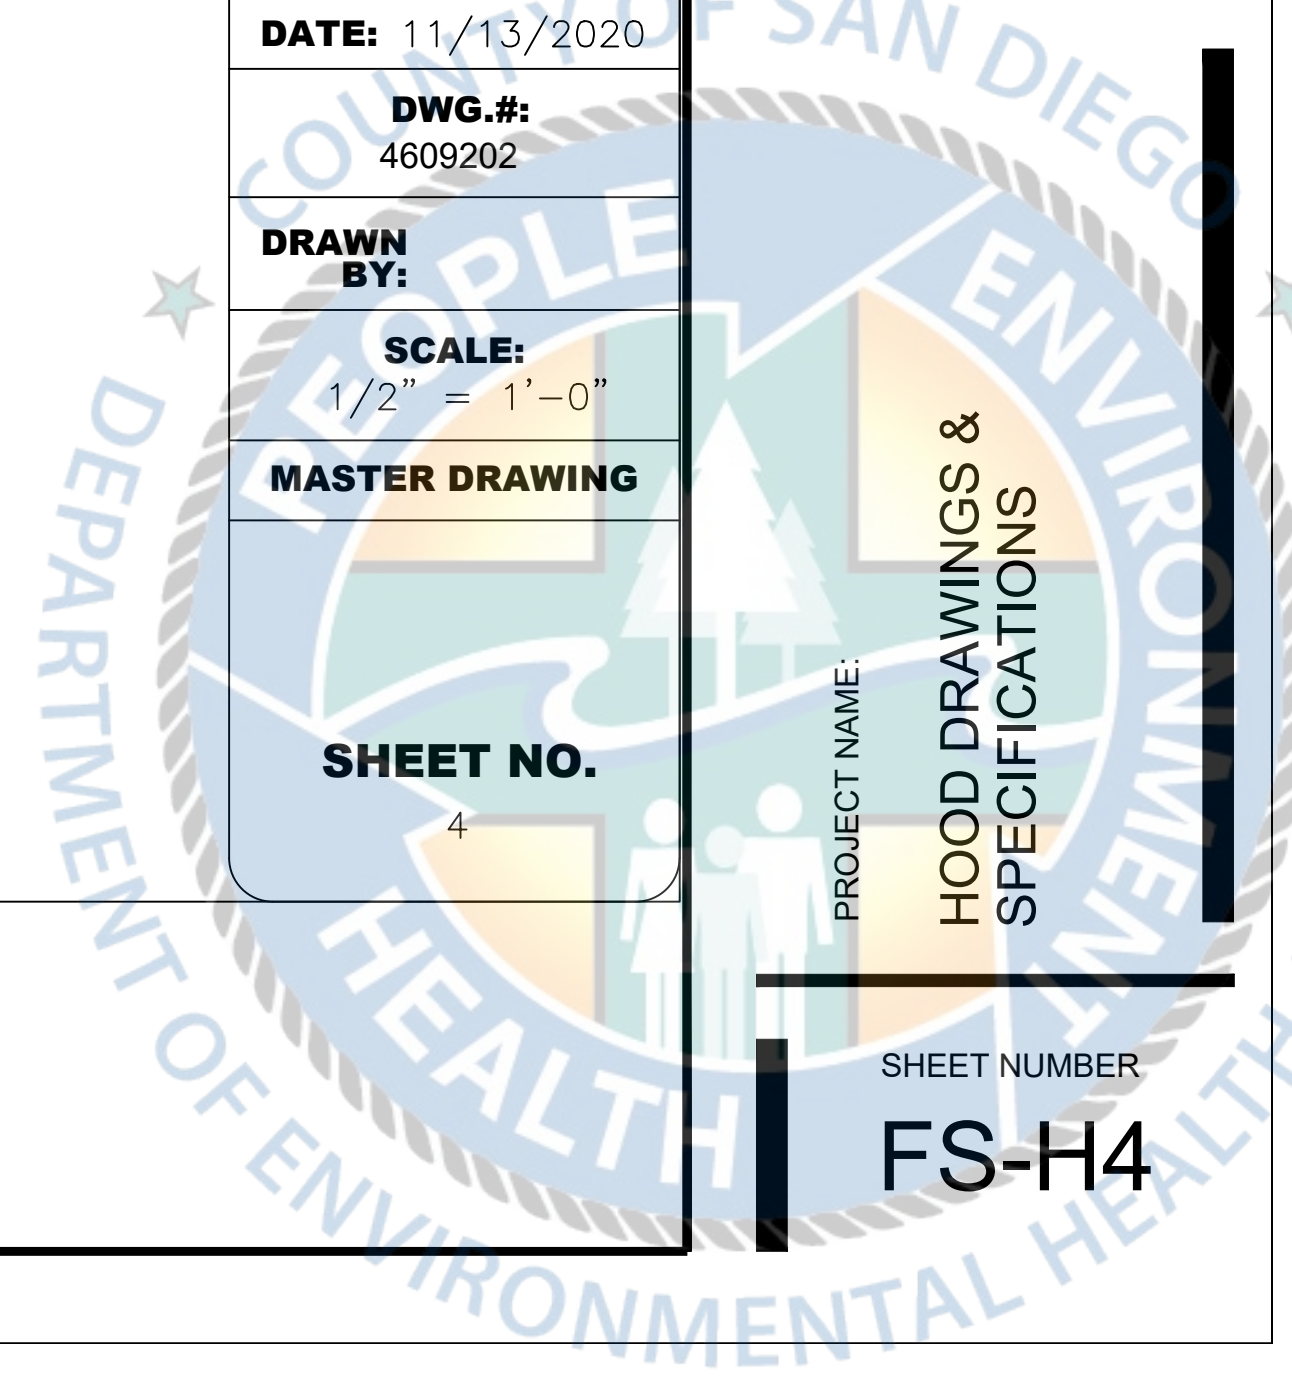 DATE: 11/13/2020
DWG.#:
4609202
DRAWN
BY:
SCALE:
1/2" = 1'-0"
MASTER DRAWING
SHEET NO.
4
PROJECT NAME:
HOOD DRAWINGS &
SPECIFICATIONS
SHEET NUMBER
FS-H4
COUNTY OF SAN DIEGO
DEPARTMENT OF ENVIRONMENTAL HEALTH
PEOPLE
ENVIRONMENT
HEALTH